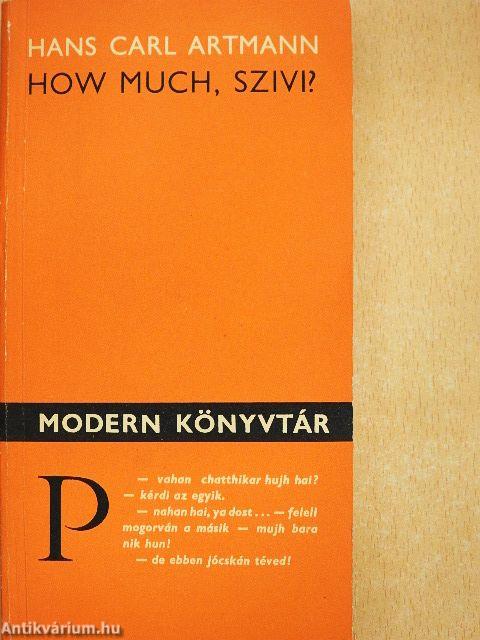 HANS CARL ARTMANN
HOW MUCH, SZIVI?
MODERN KÖNYVTÁR
P
— vahan chatthikar hujh hai?
— kérdi az egyik.
— nahan hai, ya dost... — feleli
mogorván a másik — mujh bara
nik hun!
— de ebben jócskán téved!
Antikvárium.hu